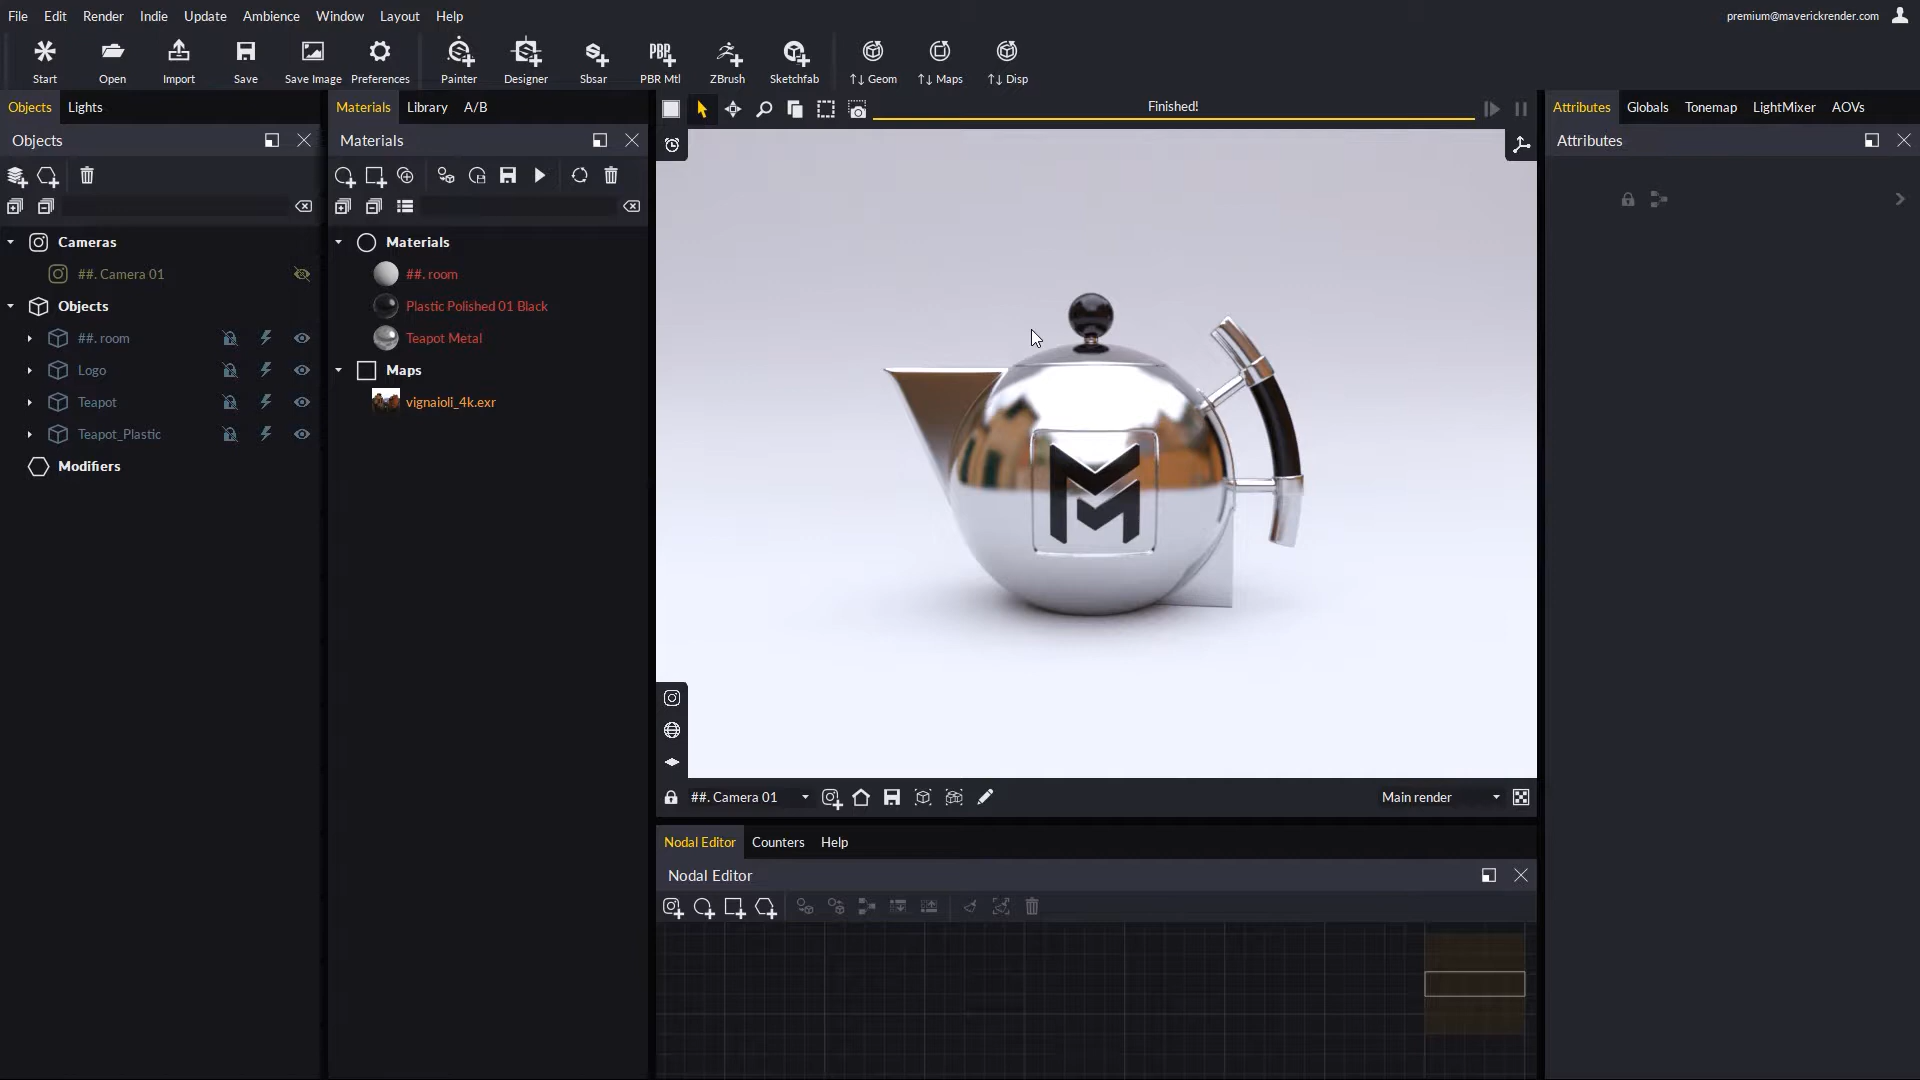 File Edit Render Indie Update Ambience Window Layout Help premium@maverickrender.com
Start Open Import Save Save Image Preferences Painter Designer Sbsar PBR Mtl ZBrush Sketchfab ↑↓ Geom ↑↓ Maps ↑↓ Disp
Objects Lights Materials Library A/B Finished! Attributes Globals Tonemap LightMixer AOVs
Objects Materials Attributes
Cameras
##. Camera 01
Objects
##. room
Logo
Teapot
Teapot_Plastic
Modifiers
Materials
##. room
Plastic Polished 01 Black
Teapot Metal
Maps
vignaioli_4k.exr
M
##. Camera 01 Main render
Nodal Editor Counters Help
Nodal Editor